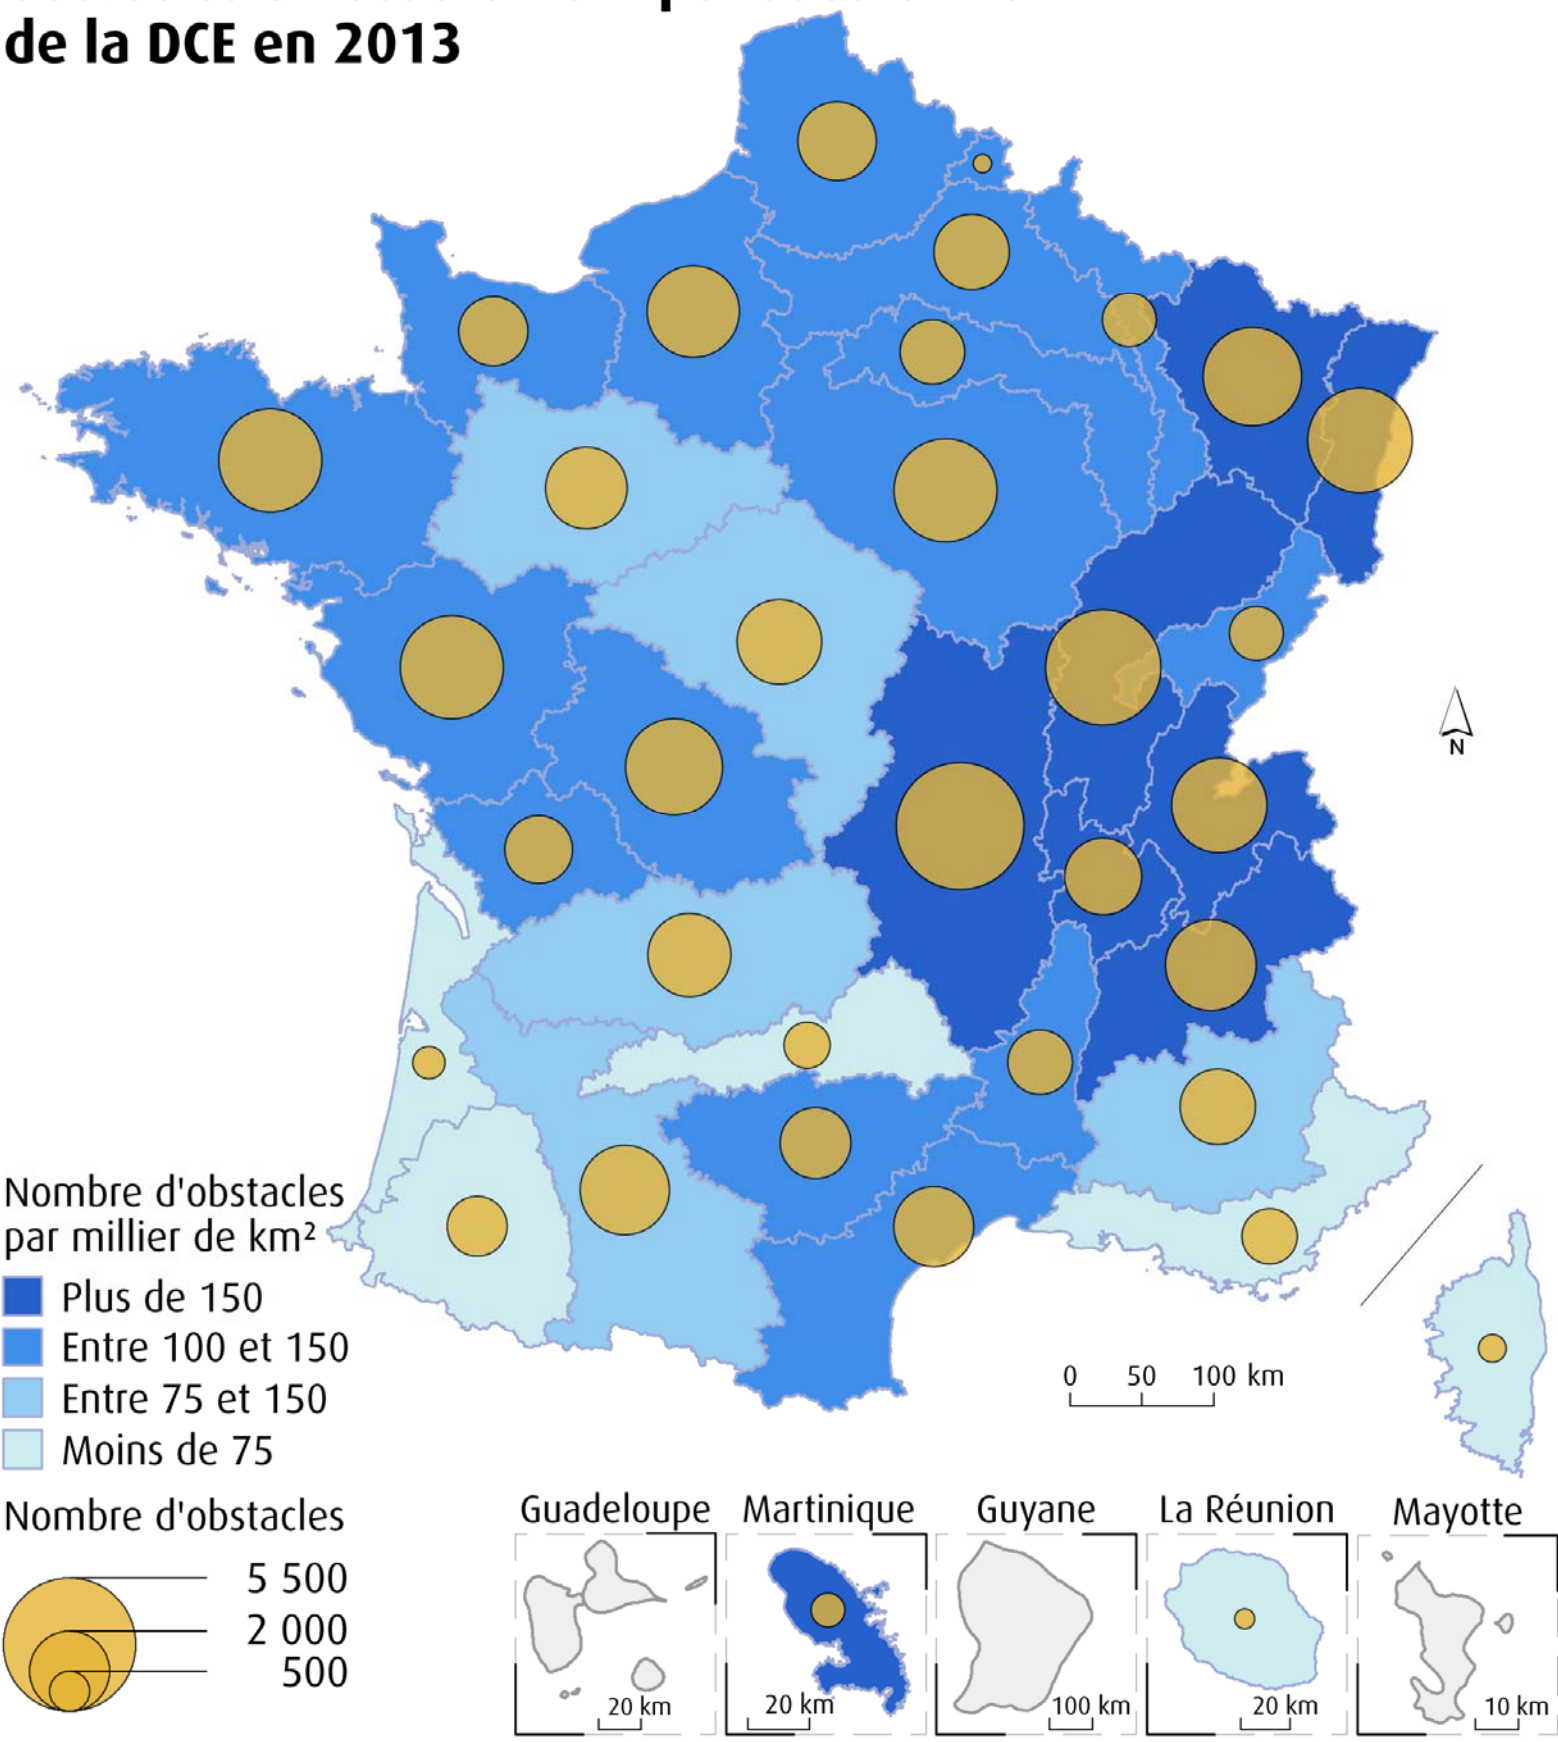 de la DCE en 2013
N
Nombre d'obstacles
par millier de km²
Plus de 150
Entre 100 et 150
Entre 75 et 150
Moins de 75
0 50 100 km
Nombre d'obstacles
5 500
2 000
500
Guadeloupe
20 km
Martinique
20 km
Guyane
100 km
La Réunion
20 km
Mayotte
10 km